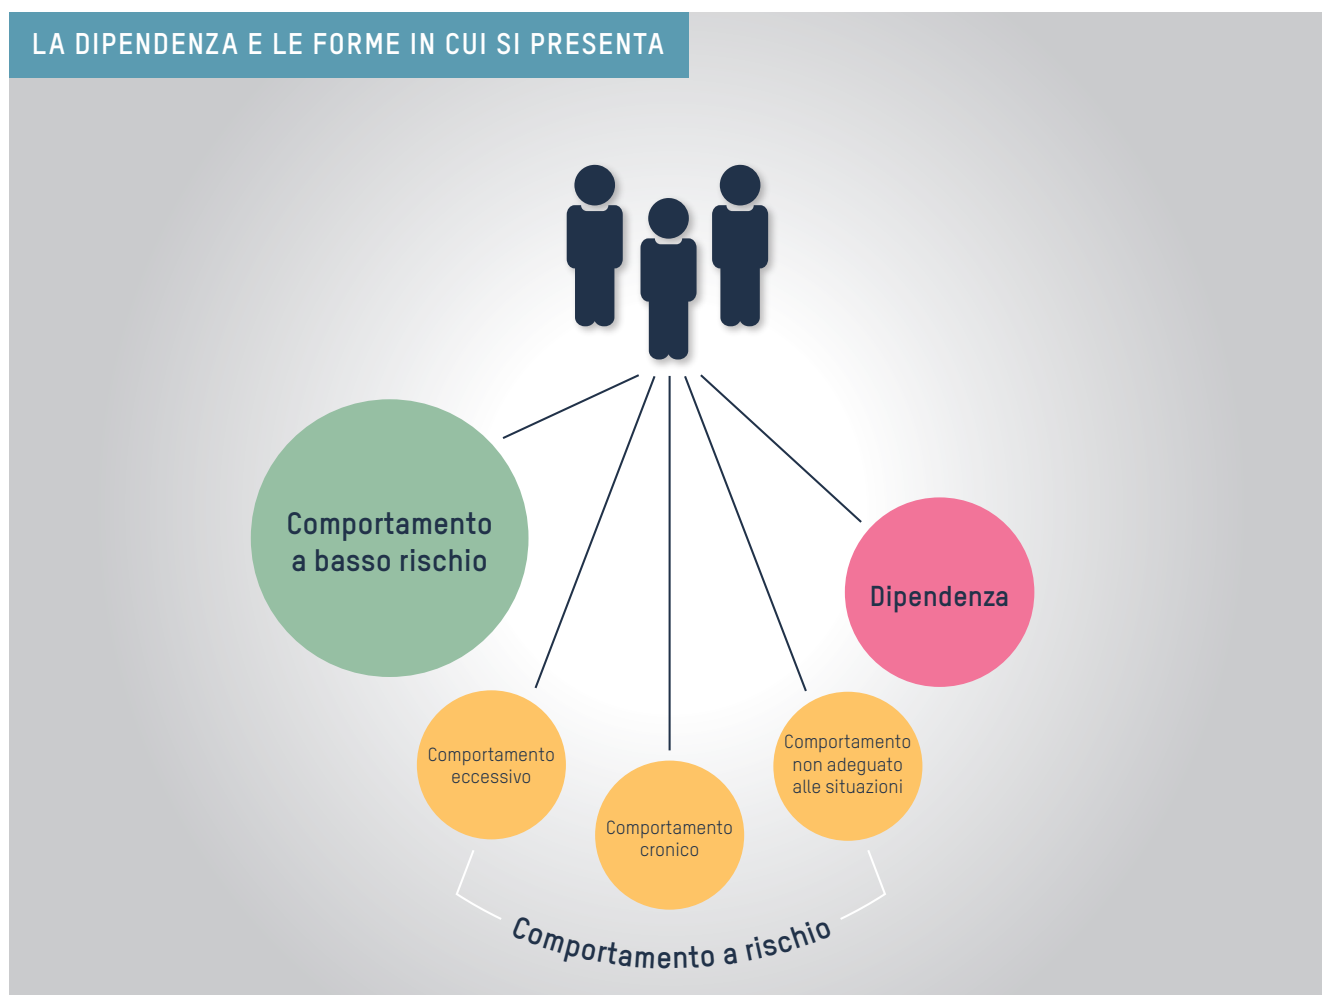 LA DIPENDENZA E LE FORME IN CUI SI PRESENTA
Comportamento
a basso rischio
Dipendenza
Comportamento
eccessivo
Comportamento
cronico
Comportamento
non adeguato
alle situazioni
Comportamento a rischio